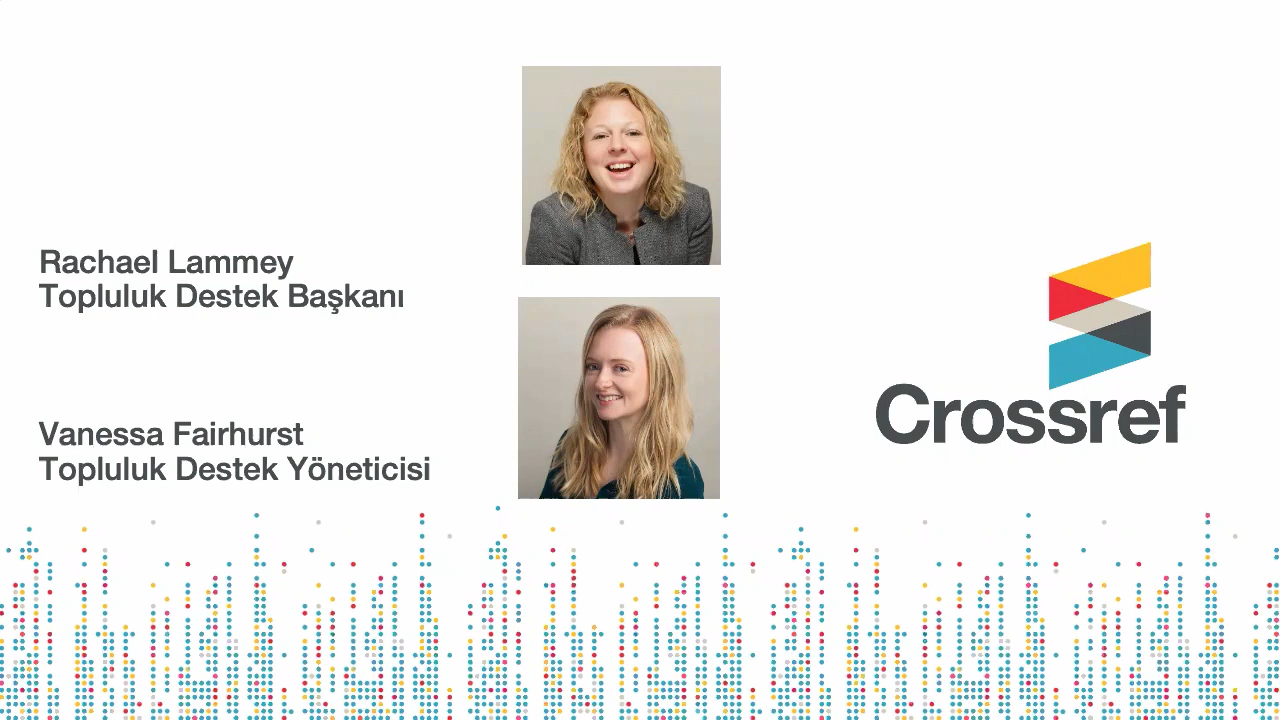 Rachael Lammey
Topluluk Destek Başkanı
Vanessa Fairhurst
Topluluk Destek Yöneticisi
Crossref